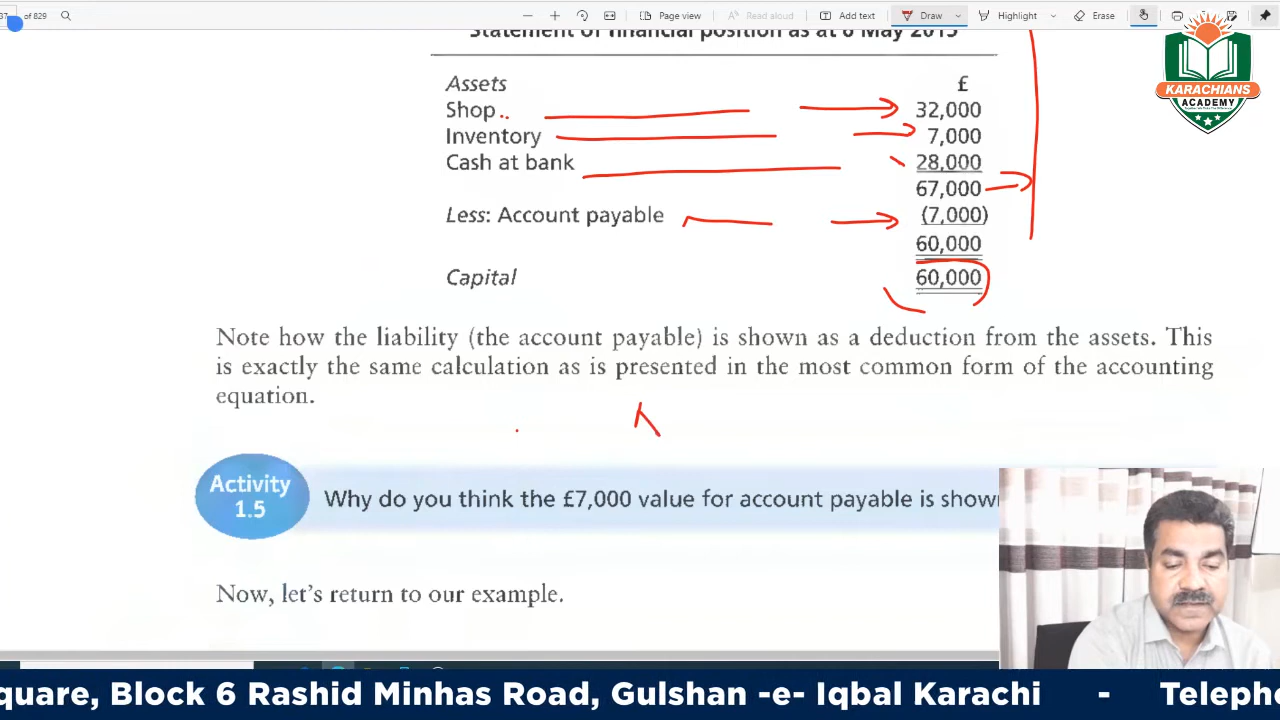 of 829
Page view
Read aloud
Add text
Draw
Highlight
Erase
Statement of financial position as at 6 May 2015
Assets £
Shop 32,000
Inventory 7,000
Cash at bank 28,000
67,000
Less: Account payable (7,000)
60,000
Capital 60,000
Note how the liability (the account payable) is shown as a deduction from the assets. This
is exactly the same calculation as is presented in the most common form of the accounting
equation.
Activity
1.5
Why do you think the £7,000 value for account payable is shown
Now, let's return to our example.
KARACHIANS
ACADEMY
quare, Block 6 Rashid Minhas Road, Gulshan -e- Iqbal Karachi - Telepho